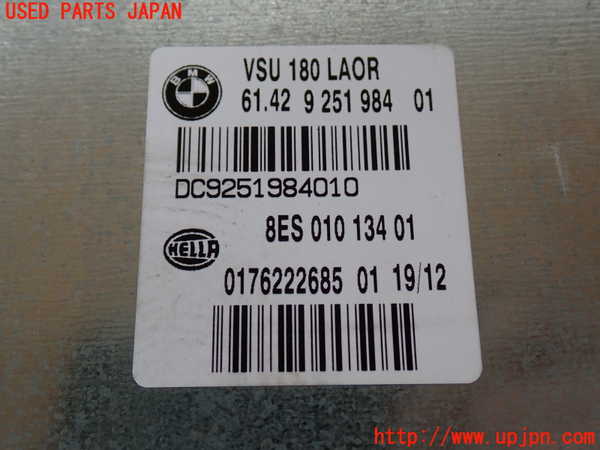 USED PARTS JAPAN
BMW
VSU 180 LAOR
61.42 9 251 984 01
DC9251984010
8ES 010 134 01
HELLA
0176222685 01 19/12
http://www.upjpn.com/